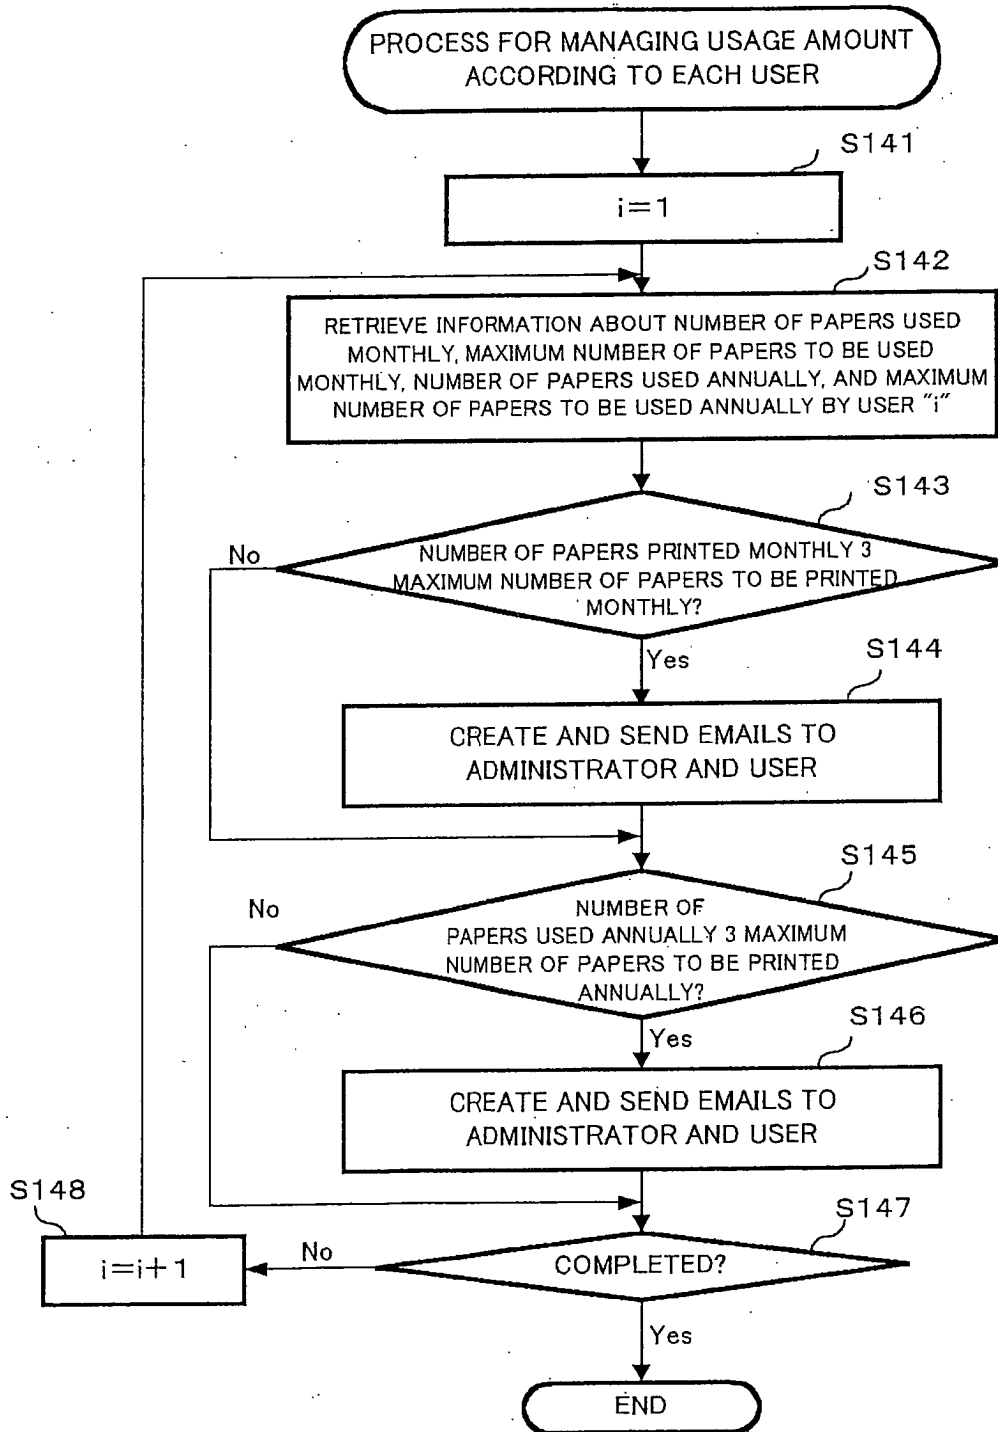 PROCESS FOR MANAGING USAGE AMOUNT
ACCORDING TO EACH USER
S141
i=1
S142
RETRIEVE INFORMATION ABOUT NUMBER OF PAPERS USED
MONTHLY, MAXIMUM NUMBER OF PAPERS TO BE USED
MONTHLY, NUMBER OF PAPERS USED ANNUALLY, AND MAXIMUM
NUMBER OF PAPERS TO BE USED ANNUALLY BY USER "i"
S143
No
NUMBER OF PAPERS PRINTED MONTHLY 3
MAXIMUM NUMBER OF PAPERS TO BE PRINTED
MONTHLY?
Yes
S144
CREATE AND SEND EMAILS TO
ADMINISTRATOR AND USER
S145
No
NUMBER OF
PAPERS USED ANNUALLY 3 MAXIMUM
NUMBER OF PAPERS TO BE PRINTED
ANNUALLY?
Yes
S146
CREATE AND SEND EMAILS TO
ADMINISTRATOR AND USER
S147
COMPLETED?
No
S148
i=i+1
Yes
END